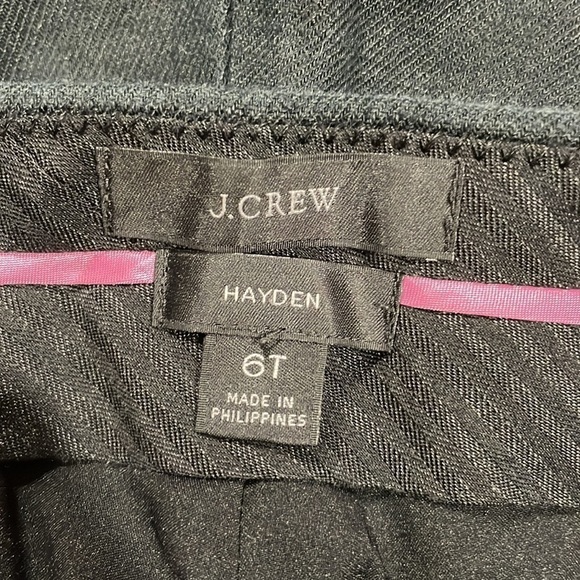 J.CREW
HAYDEN
6T
MADE IN
PHILIPPINES